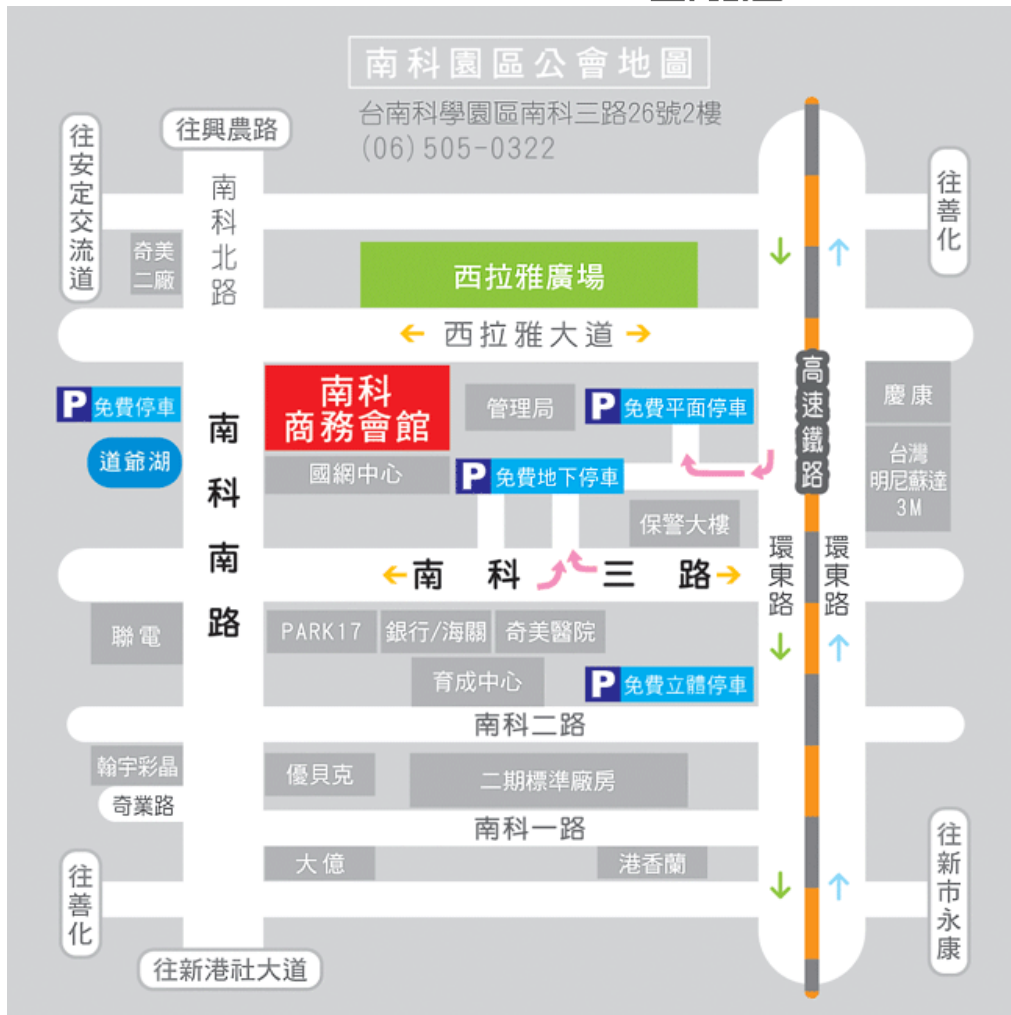 南科園區公會地圖
台南科學園區南科三路26號2樓
(06)505-0322
往安定交流道
往興農路
往善化
南科北路
奇美
二廠
西拉雅廣場
← 西拉雅大道 →
高速鐵路
P 免費停車
道爺湖
南科南路
南科
商務會館
管理局
P 免費平面停車
慶康
國網中心
P 免費地下停車
台灣
明尼蘇達
3M
保警大樓
環東路
環東路
←南科三路→
聯電
PARK17
銀行/海關
奇美醫院
育成中心
P 免費立體停車
南科二路
翰宇彩晶
奇業路
優貝克
二期標準廠房
南科一路
大億
港香蘭
往善化
往新港社大道
往新市永康